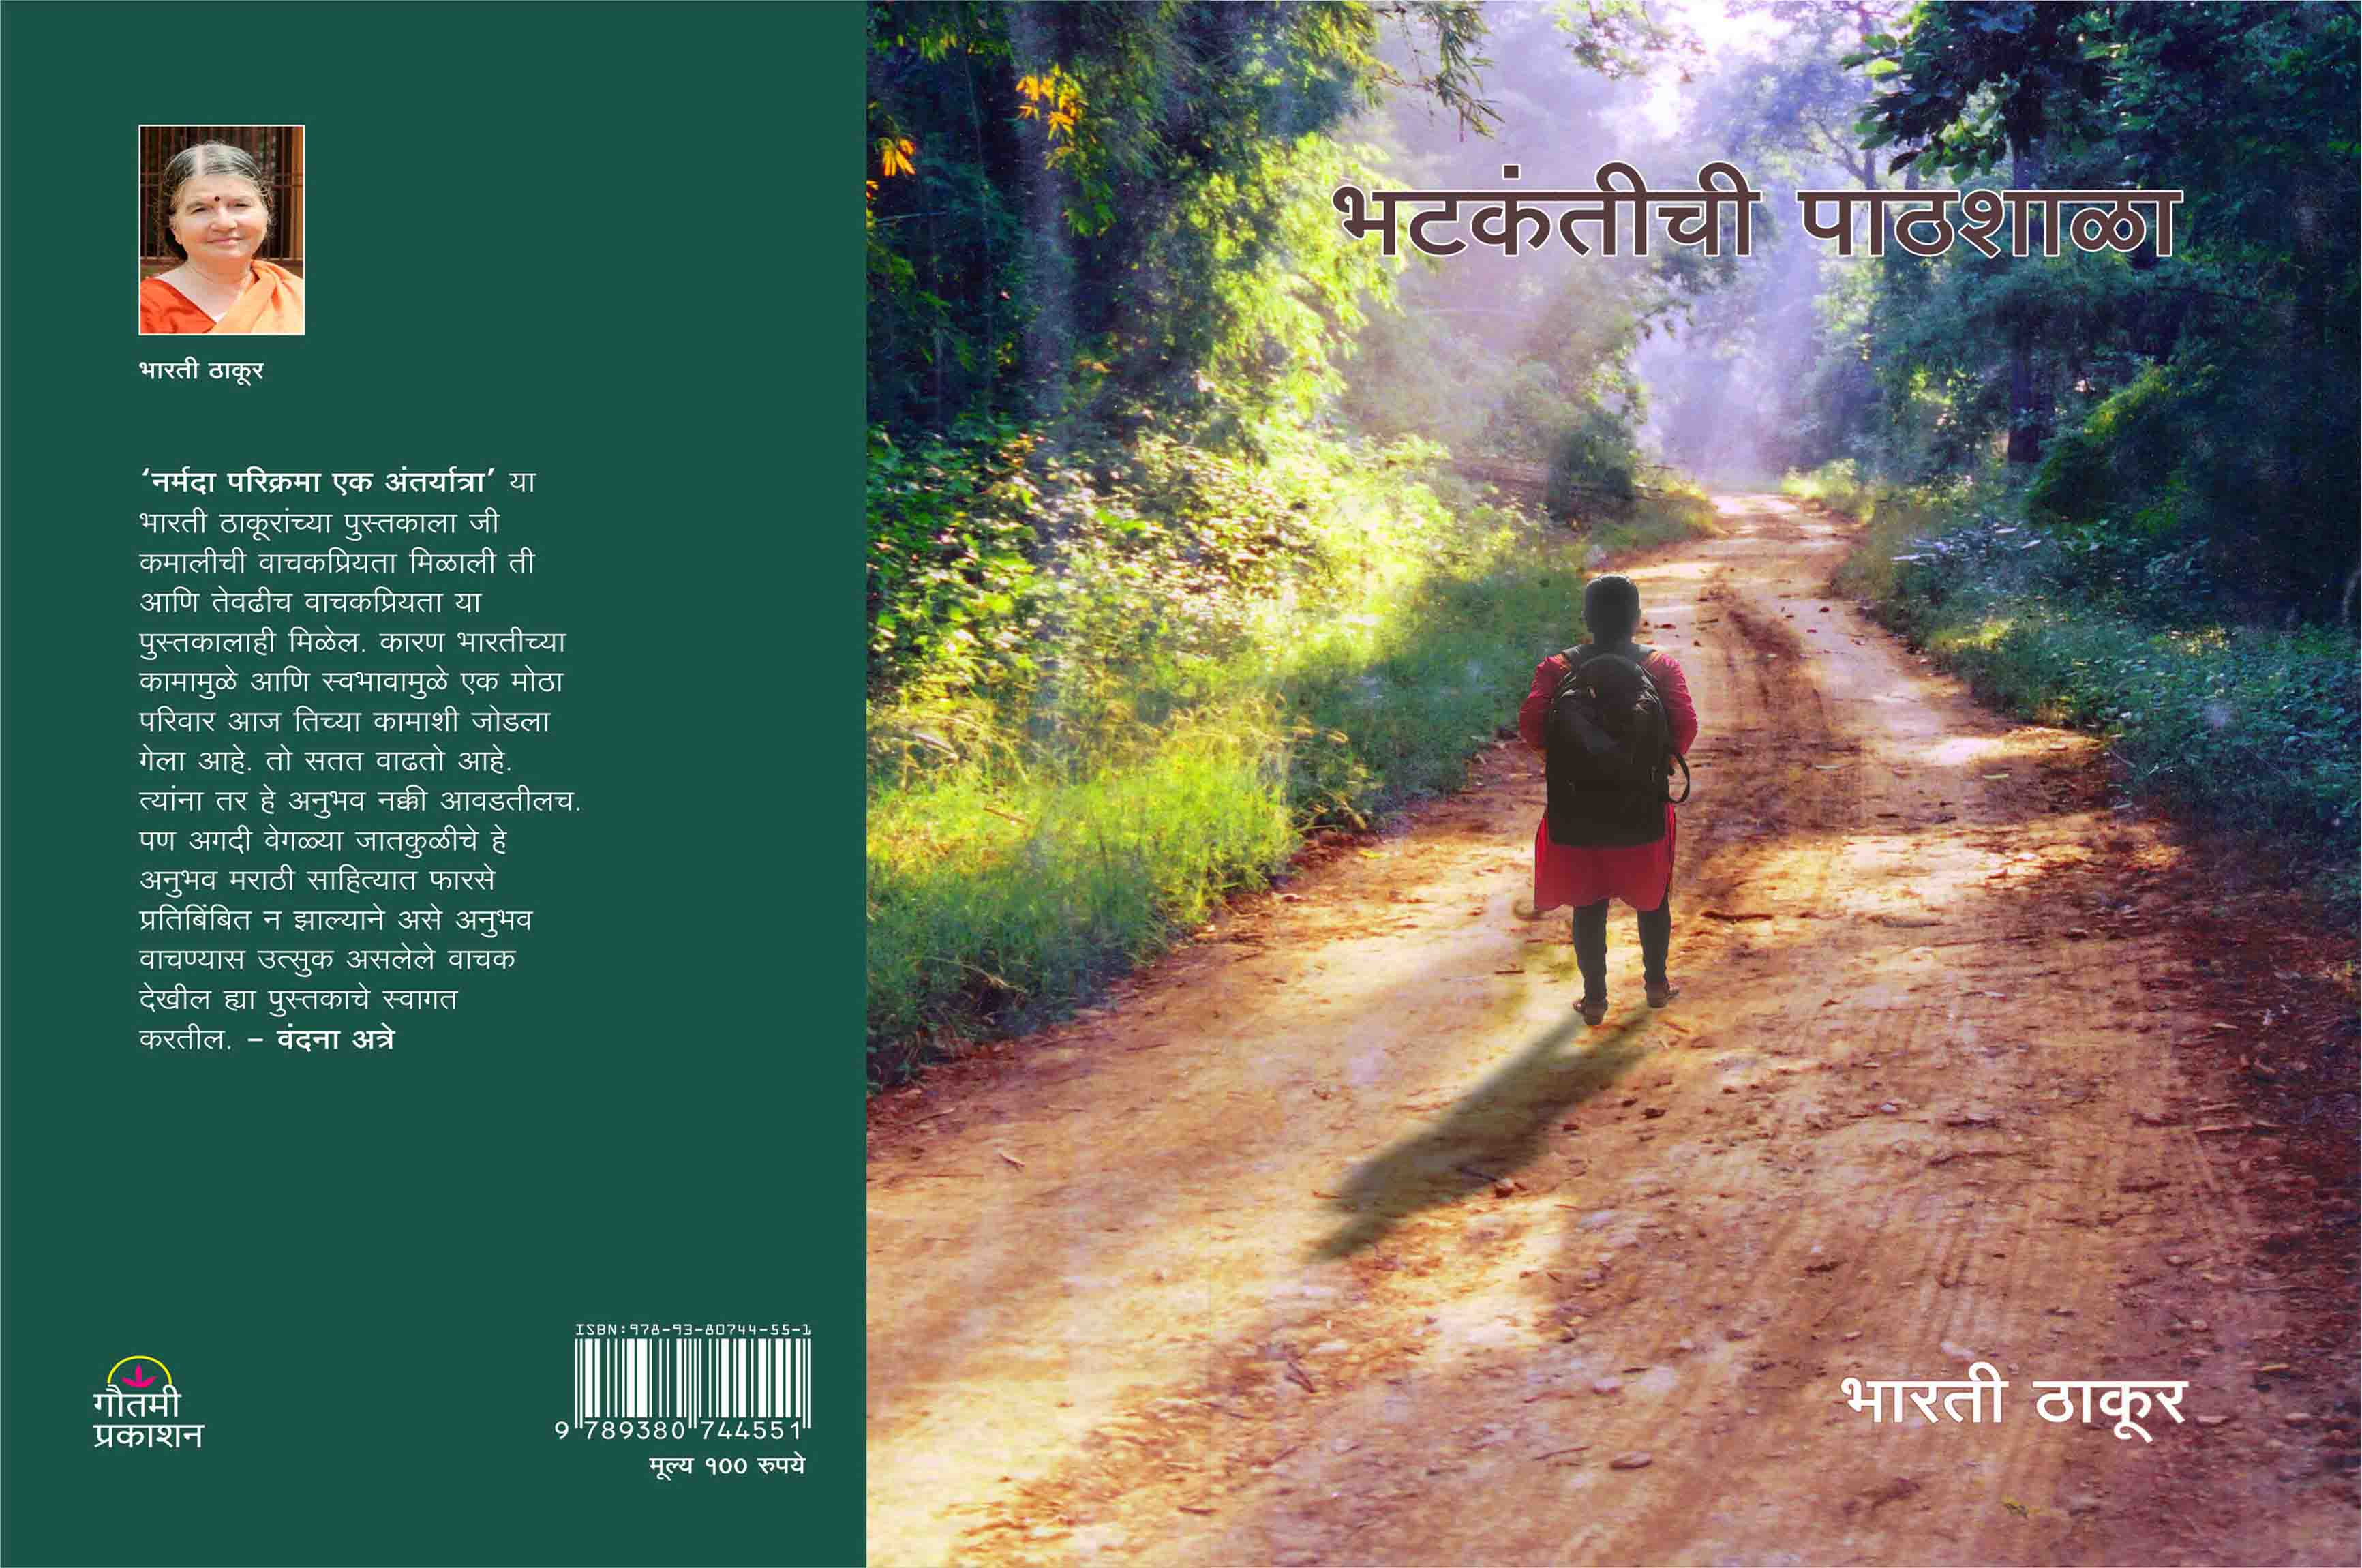 भारती ठाकूर
‘नर्मदा परिक्रमा एक अंतर्यात्रा’ या
भारती ठाकूरांच्या पुस्तकाला जी
कमालीची वाचकप्रियता मिळाली ती
आणि तेवढीच वाचकप्रियता या
पुस्तकालाही मिळेल. कारण भारतीच्या
कामामुळे आणि स्वभावामुळे एक मोठा
परिवार आज तिच्या कामाशी जोडला
गेला आहे. तो सतत वाढतो आहे.
त्यांना तर हे अनुभव नक्की आवडतीलच.
पण अगदी वेगळ्या जातकुळीचे हे
अनुभव मराठी साहित्यात फारसे
प्रतिबिंबित न झाल्याने असे अनुभव
वाचण्यास उत्सुक असलेले वाचक
देखील ह्या पुस्तकाचे स्वागत
करतील. – वंदना अत्रे
गौतमी
प्रकाशन
ISBN:978-93-80744-55-1
9 789380 744551
मूल्य १०० रुपये
भटकंतीची पाठशाळा
भारती ठाकूर